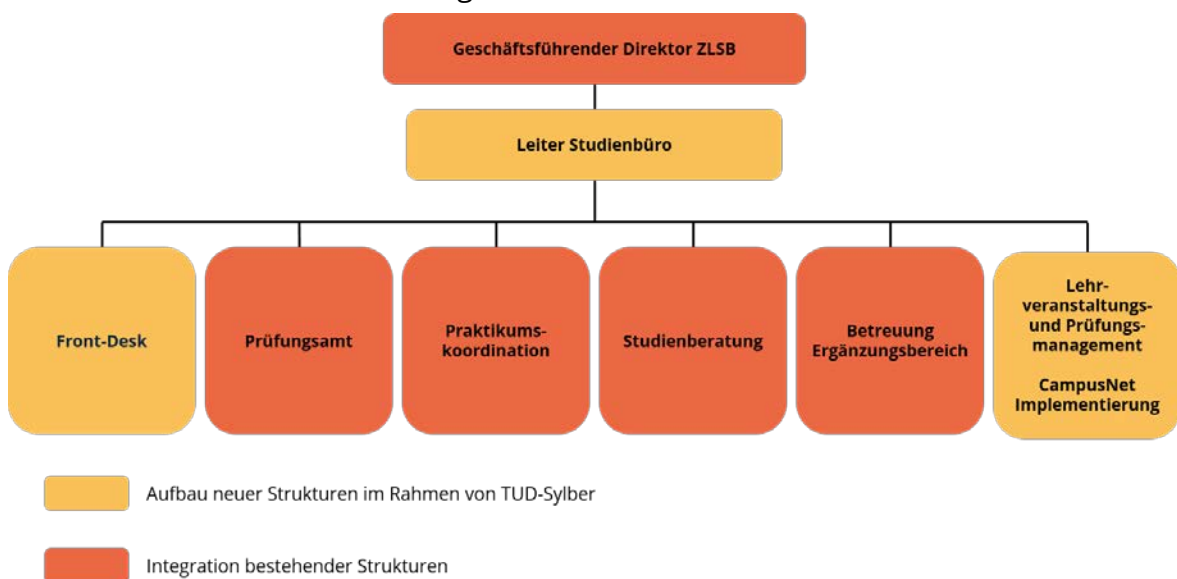 Geschäftsführender Direktor ZLSB
Leiter Studienbüro
Front-Desk
Prüfungsamt
Praktikums-
koordination
Studienberatung
Betreuung
Ergänzungsbereich
Lehr-
veranstaltungs-
und Prüfungs-
management
CampusNet
Implementierung
Aufbau neuer Strukturen im Rahmen von TUD-Sylber
Integration bestehender Strukturen